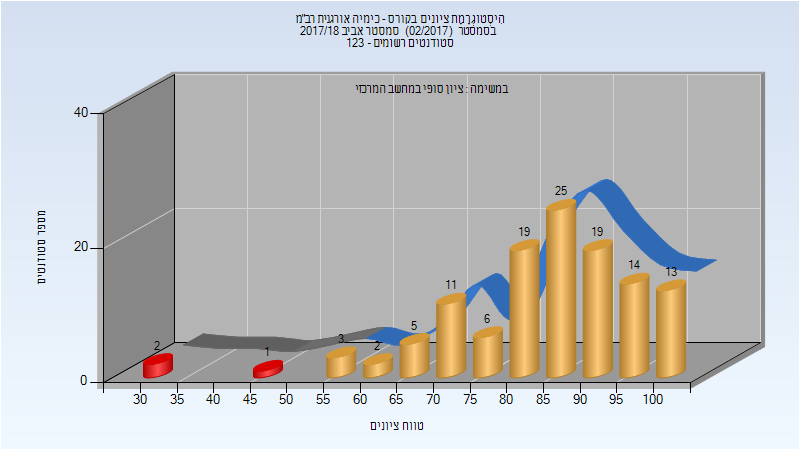 היסטוגרמת ציונים בקורס - כימיה אורגנית רב"מ
בסמסטר (02/2017) סמסטר אביב 2017/18
סטודנטים רשומים - 123
במשימה : ציון סופי במחשב המרכזי
מספר סטודנטים
40
20
0
2
1
3
2
5
11
6
19
25
19
14
13
30 35 40 45 50 55 60 65 70 75 80 85 90 95 100
טווח ציונים